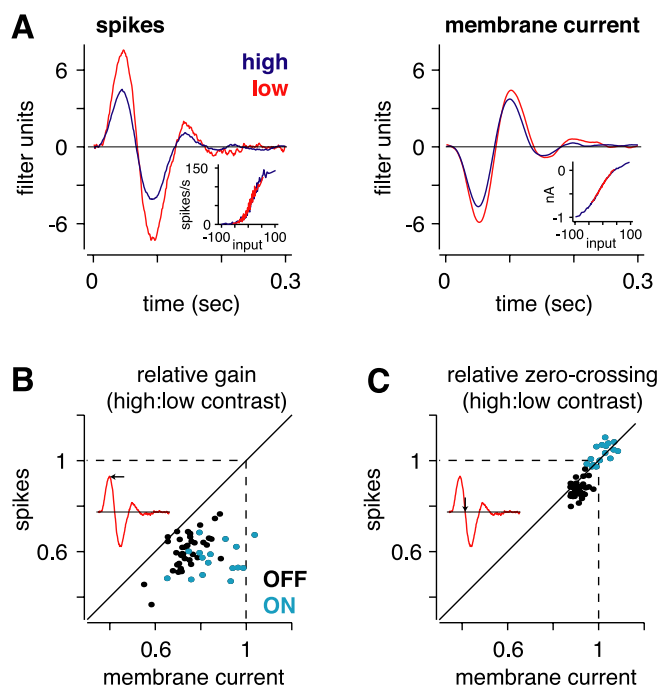 A
spikes
high
low
filter units
6
0
-6
spikes/s
150
0
-100 100
input
0 0.3
time (sec)
membrane current
filter units
6
0
-6
nA
0
-1
-100 100
input
0 0.3
time (sec)
B
relative gain
(high:low contrast)
spikes
1
0.6
OFF
ON
0.6 1
membrane current
C
relative zero-crossing
(high:low contrast)
spikes
1
0.6
0.6 1
membrane current